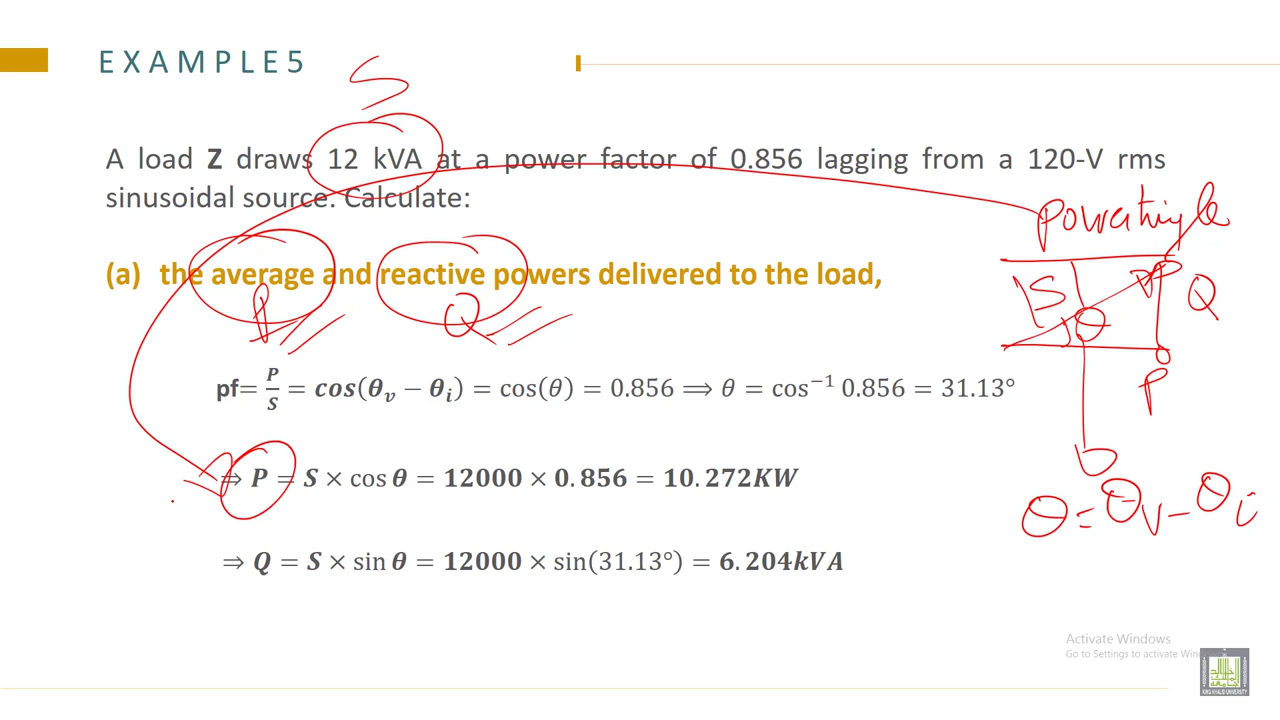 EXAMPLE5
S
A load Z draws 12 kVA at a power factor of 0.856 lagging from a 120-V rms
sinusoidal source. Calculate:
(a) the average and reactive powers delivered to the load,
P Q
S θ Q
P
pf= P/S = cos(θv − θi) = cos(θ) = 0.856 ⟹ θ = cos⁻¹ 0.856 = 31.13°
⇒ P = S × cos θ = 12000 × 0.856 = 10.272KW
θ = θv − θi
⇒ Q = S × sin θ = 12000 × sin(31.13°) = 6.204kVA
Activate Windows
Go to Settings to activate
KING KHALID UNIVERSITY